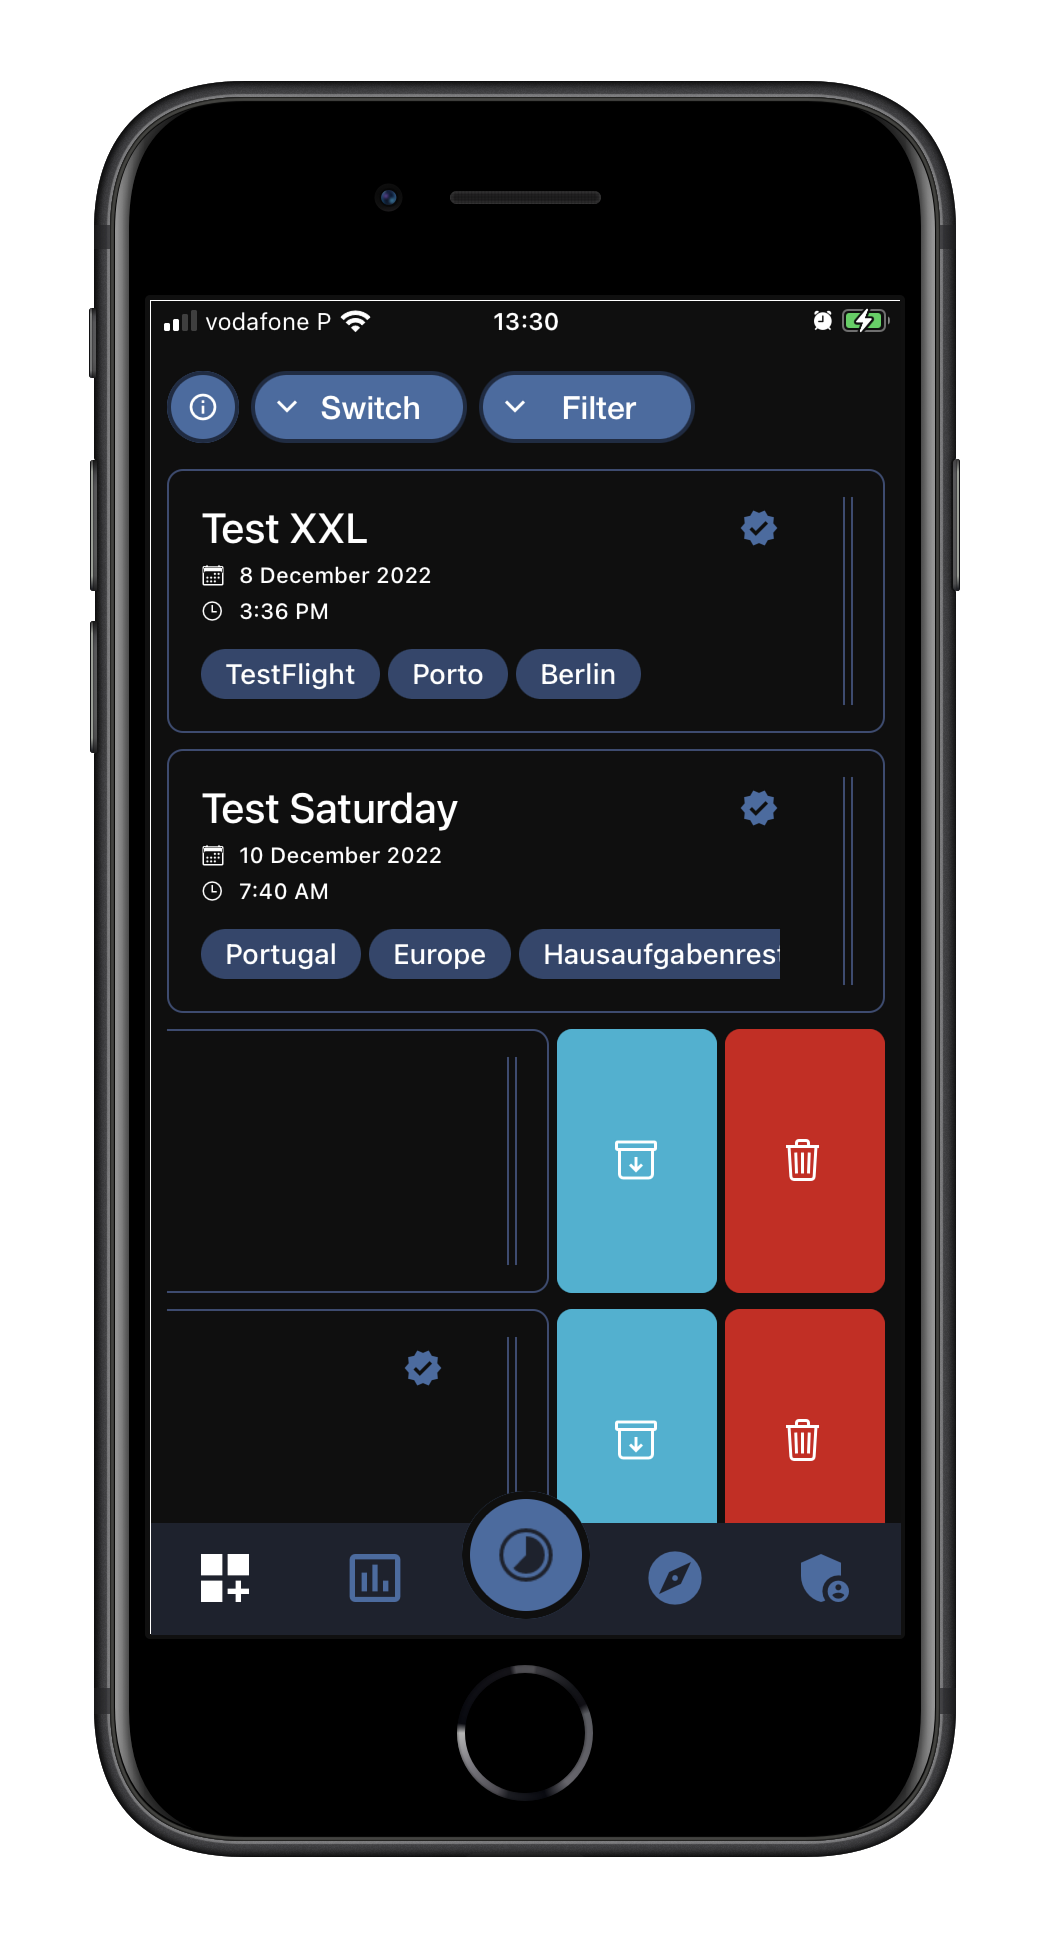 vodafone P
13:30
Switch
Filter
Test XXL
8 December 2022
3:36 PM
TestFlight Porto Berlin
Test Saturday
10 December 2022
7:40 AM
Portugal Europe